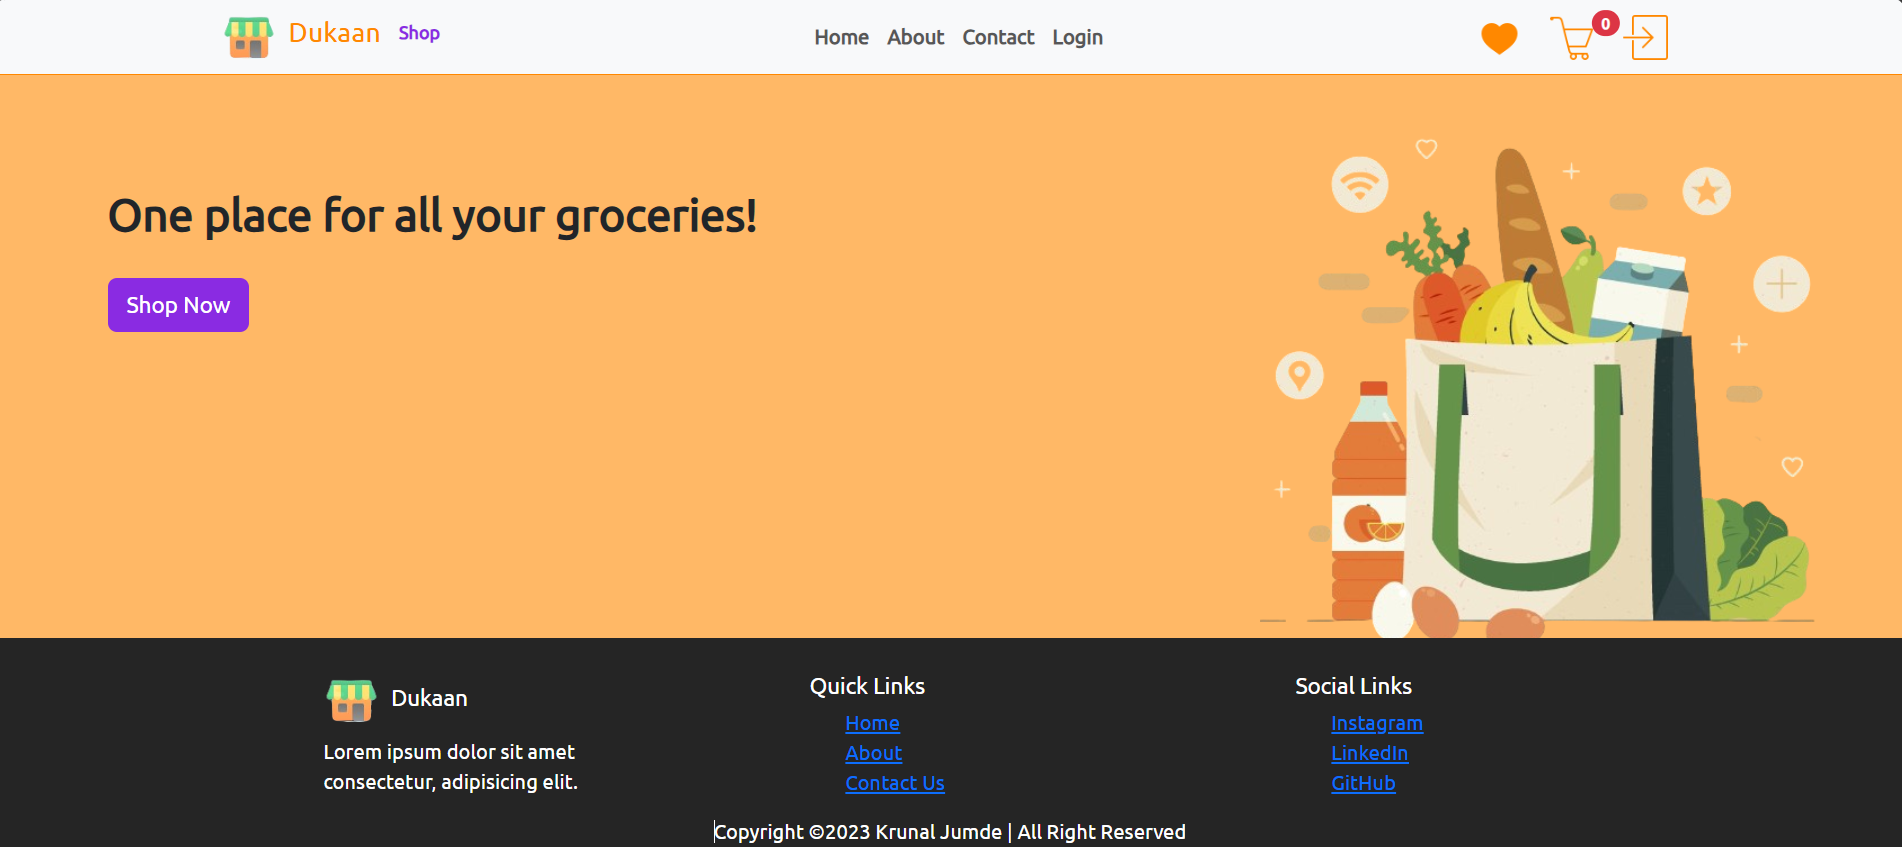 Dukaan Shop Home About Contact Login 0
One place for all your groceries!
Shop Now
Dukaan
Lorem ipsum dolor sit amet
consectetur, adipisicing elit.
Quick Links
Home
About
Contact Us
Social Links
Instagram
LinkedIn
GitHub
Copyright ©2023 Krunal Jumde | All Right Reserved